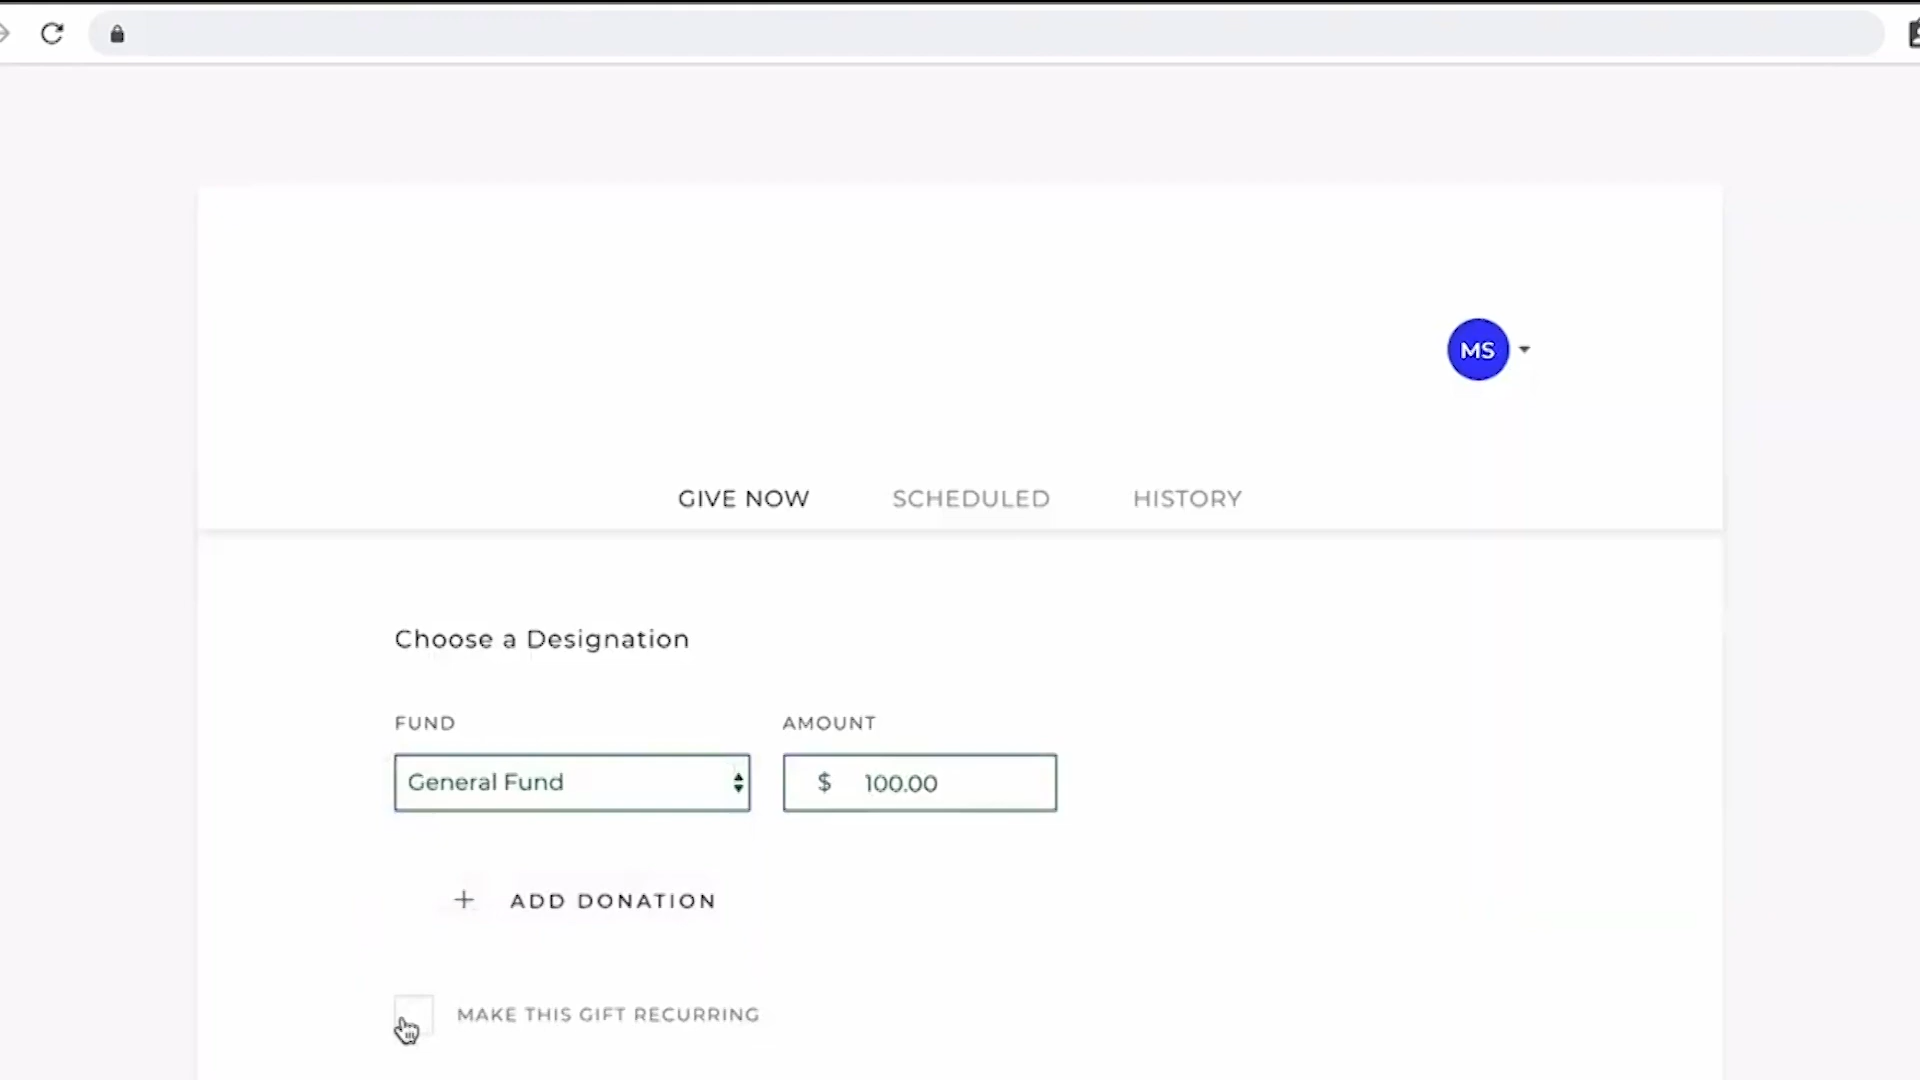 MS
GIVE NOW SCHEDULED HISTORY
Choose a Designation
FUND AMOUNT
General Fund $ 100.00
+ ADD DONATION
MAKE THIS GIFT RECURRING